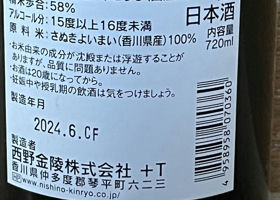 精米歩合:58%
日本酒
アルコール分:15度以上16度未満
原料米:さぬきよいまい(香川県産)100%
内容量
720ml
・お米由来の成分が沈殿または浮遊することが
ありますが、品質に問題ありません。
・お酒は20歳になってから。
・妊娠中や授乳期の飲酒は気をつけましょう。
製造年月
2024.6.CF
製造者
西野金陵株式会社 +T
香川県仲多度郡琴平町六二三
www.nishino-kinryo.co.jp/
4 958958 070360